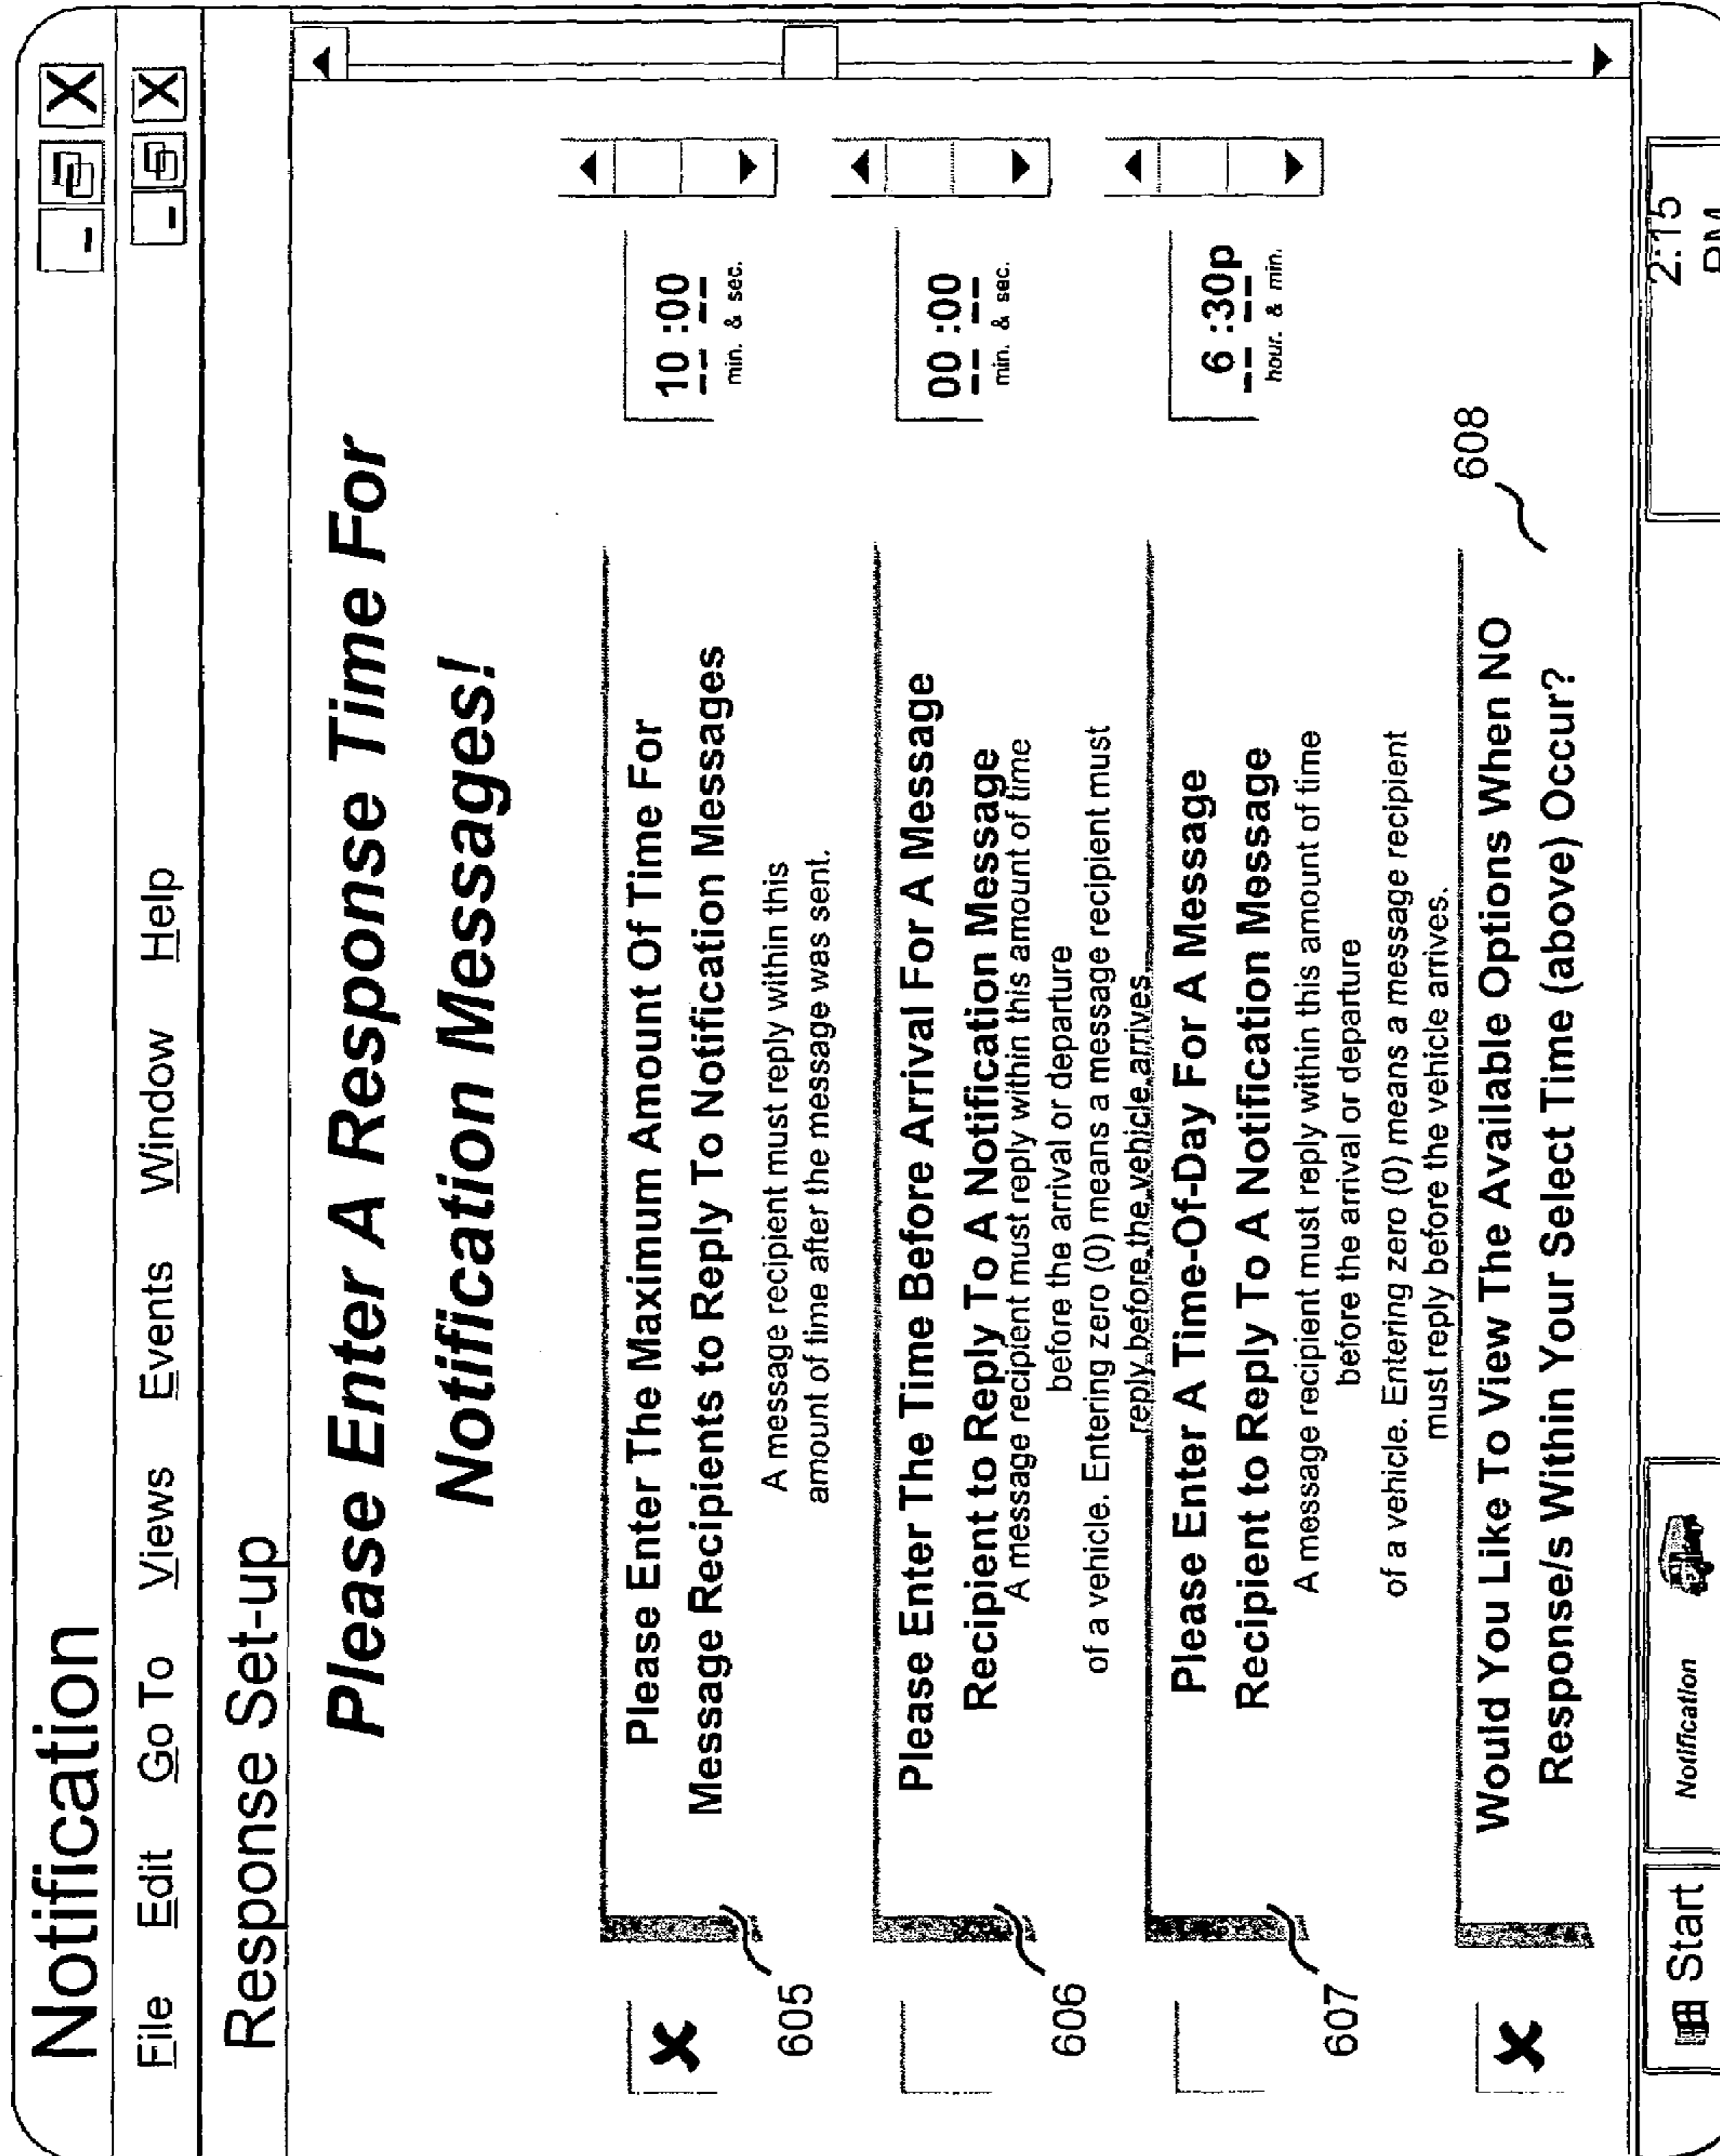 Notification
- X
File Edit Go To Views Events Window Help
- X
Response Set-up
Please Enter A Response Time For
Notification Messages!
X
605
Please Enter The Maximum Amount Of Time For
Message Recipients to Reply To Notification Messages
A message recipient must reply within this
amount of time after the message was sent.
10 :00
min. & sec.
606
Please Enter The Time Before Arrival For A Message
Recipient to Reply To A Notification Message
A message recipient must reply within this amount of time
before the arrival or departure
of a vehicle. Entering zero (0) means a message recipient must
reply before the vehicle arrives.
00 :00
min. & sec.
607
Please Enter A Time-Of-Day For A Message
Recipient to Reply To A Notification Message
A message recipient must reply within this amount of time
before the arrival or departure
of a vehicle. Entering zero (0) means a message recipient
must reply before the vehicle arrives.
6 :30p
hour. & min.
608
X
Would You Like To View The Available Options When NO
Response/s Within Your Select Time (above) Occur?
Start
Notification
2:15
PM